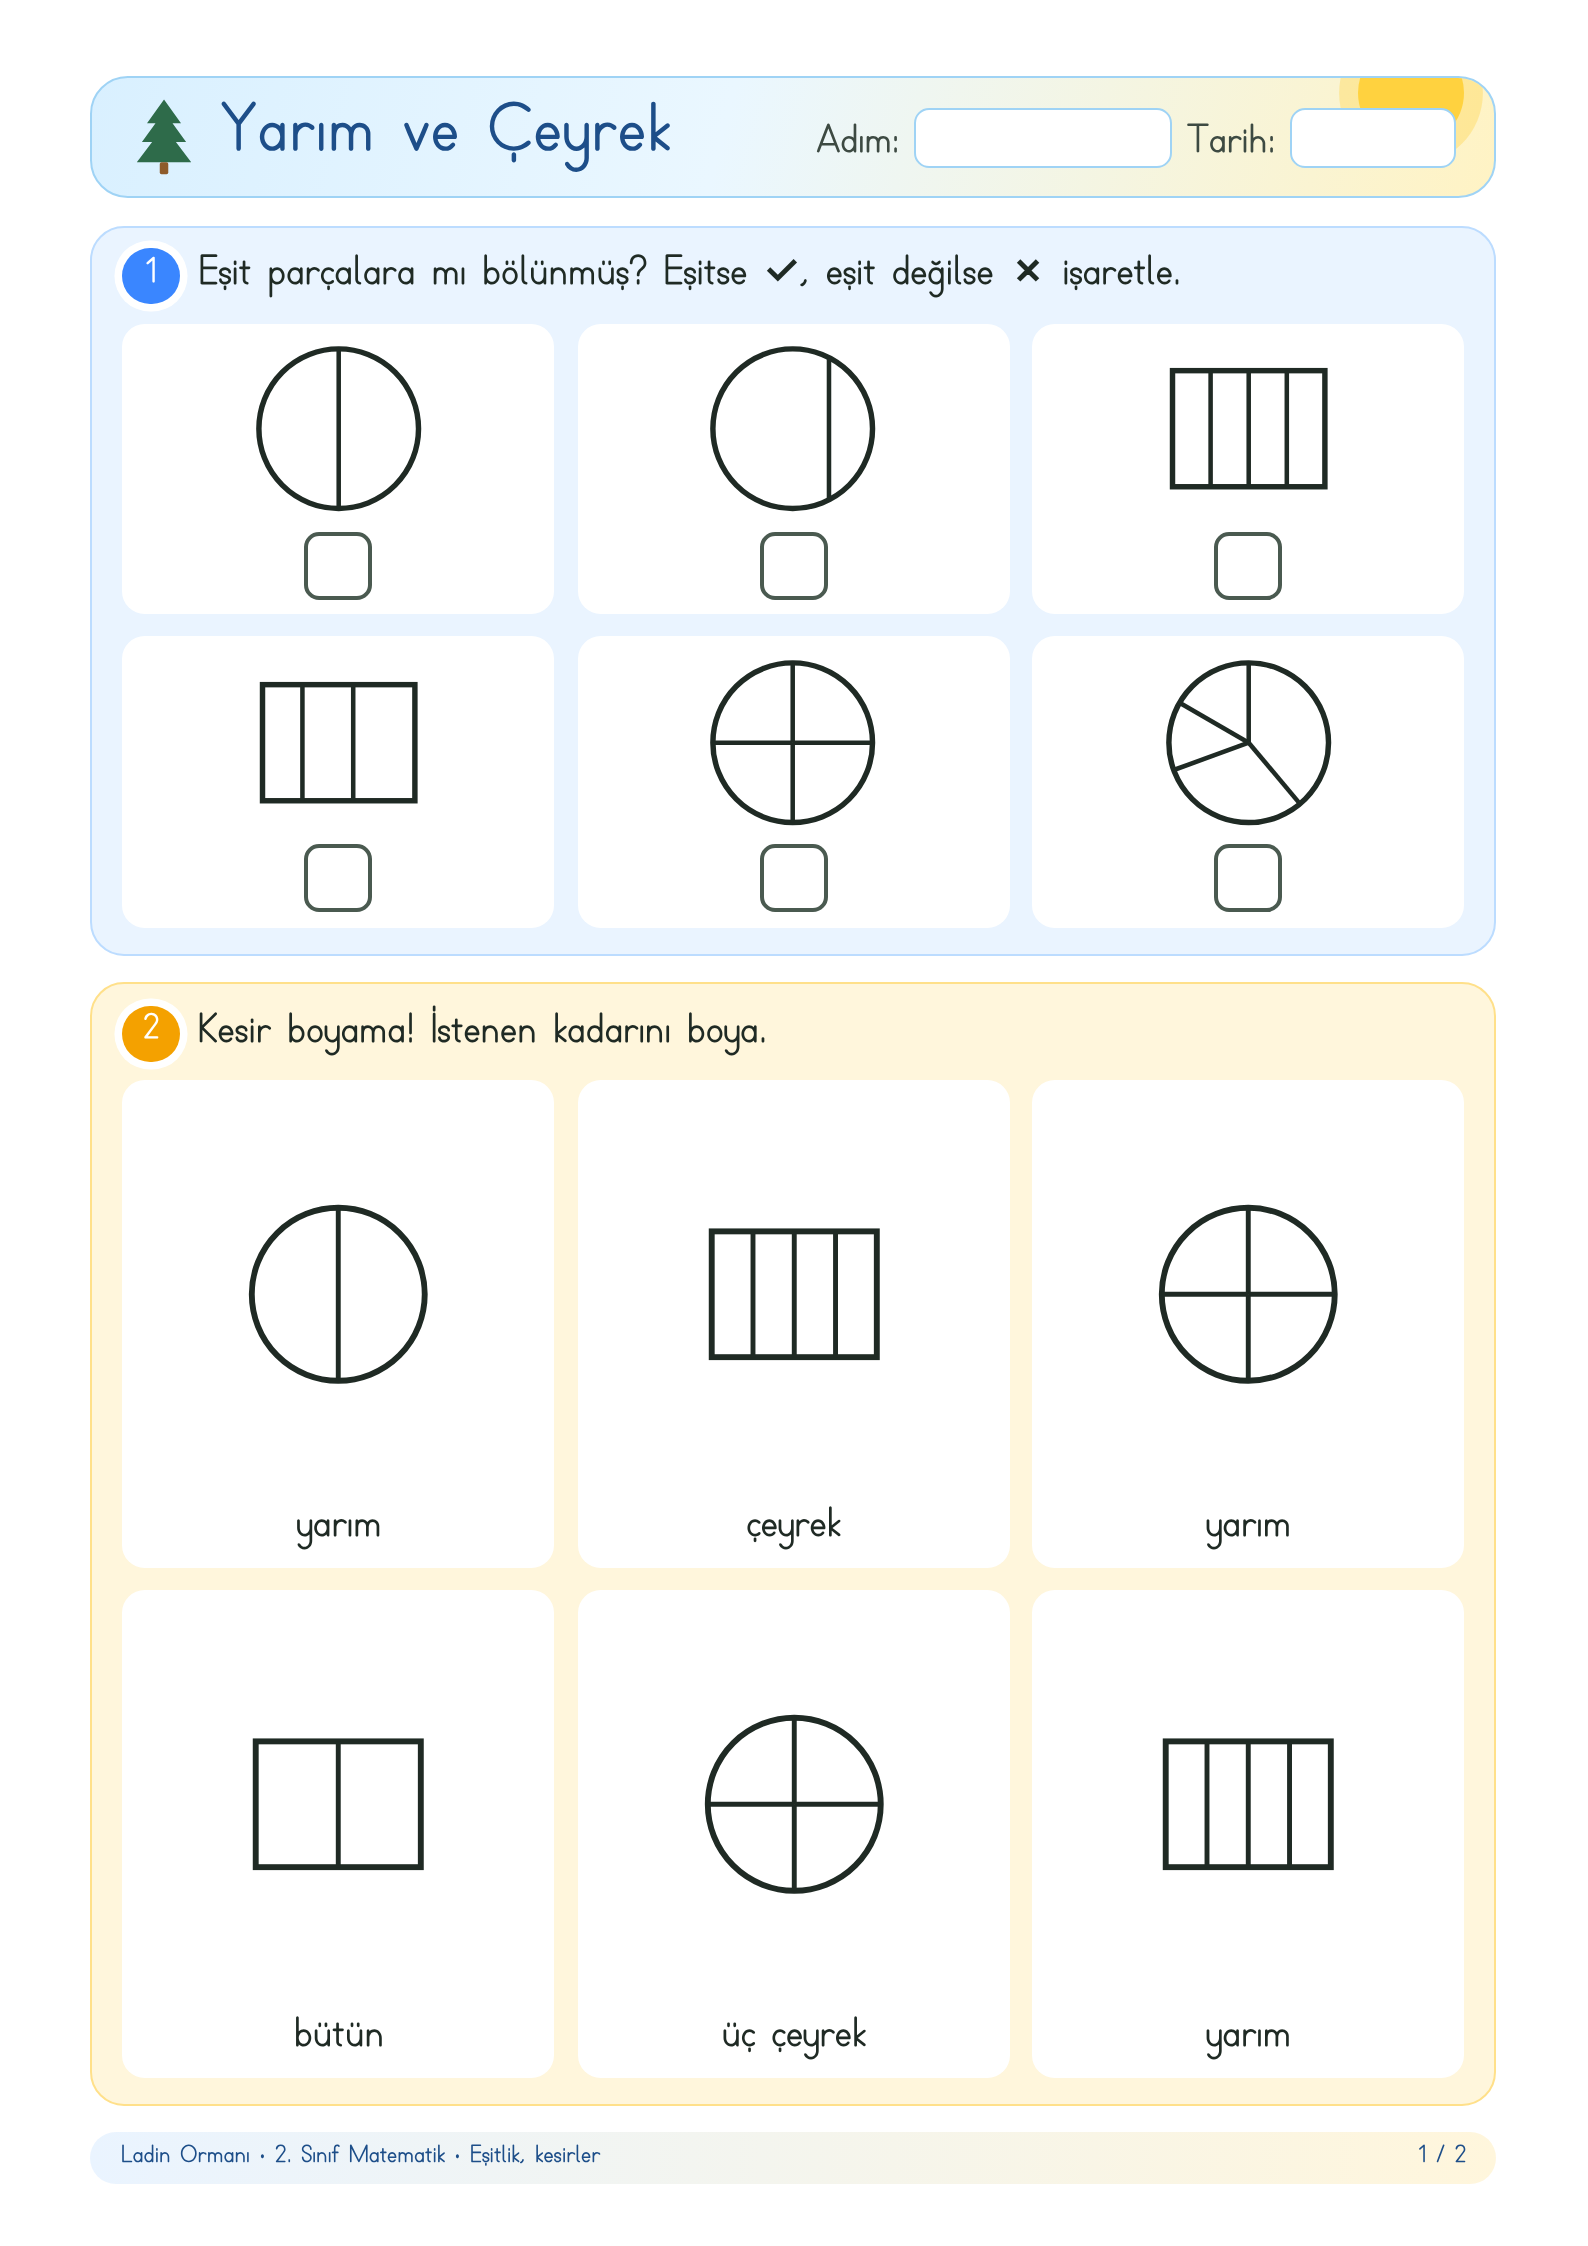 Yarım ve Çeyrek
Adım:
Tarih:
1
Eşit parçalara mı bölünmüş? Eşitse ✔, eşit değilse ✖ işaretle.
2
Kesir boyama! İstenen kadarını boya.
yarım
çeyrek
yarım
bütün
üç çeyrek
yarım
Ladin Ormanı • 2. Sınıf Matematik • Eşitlik, kesirler
1 / 2